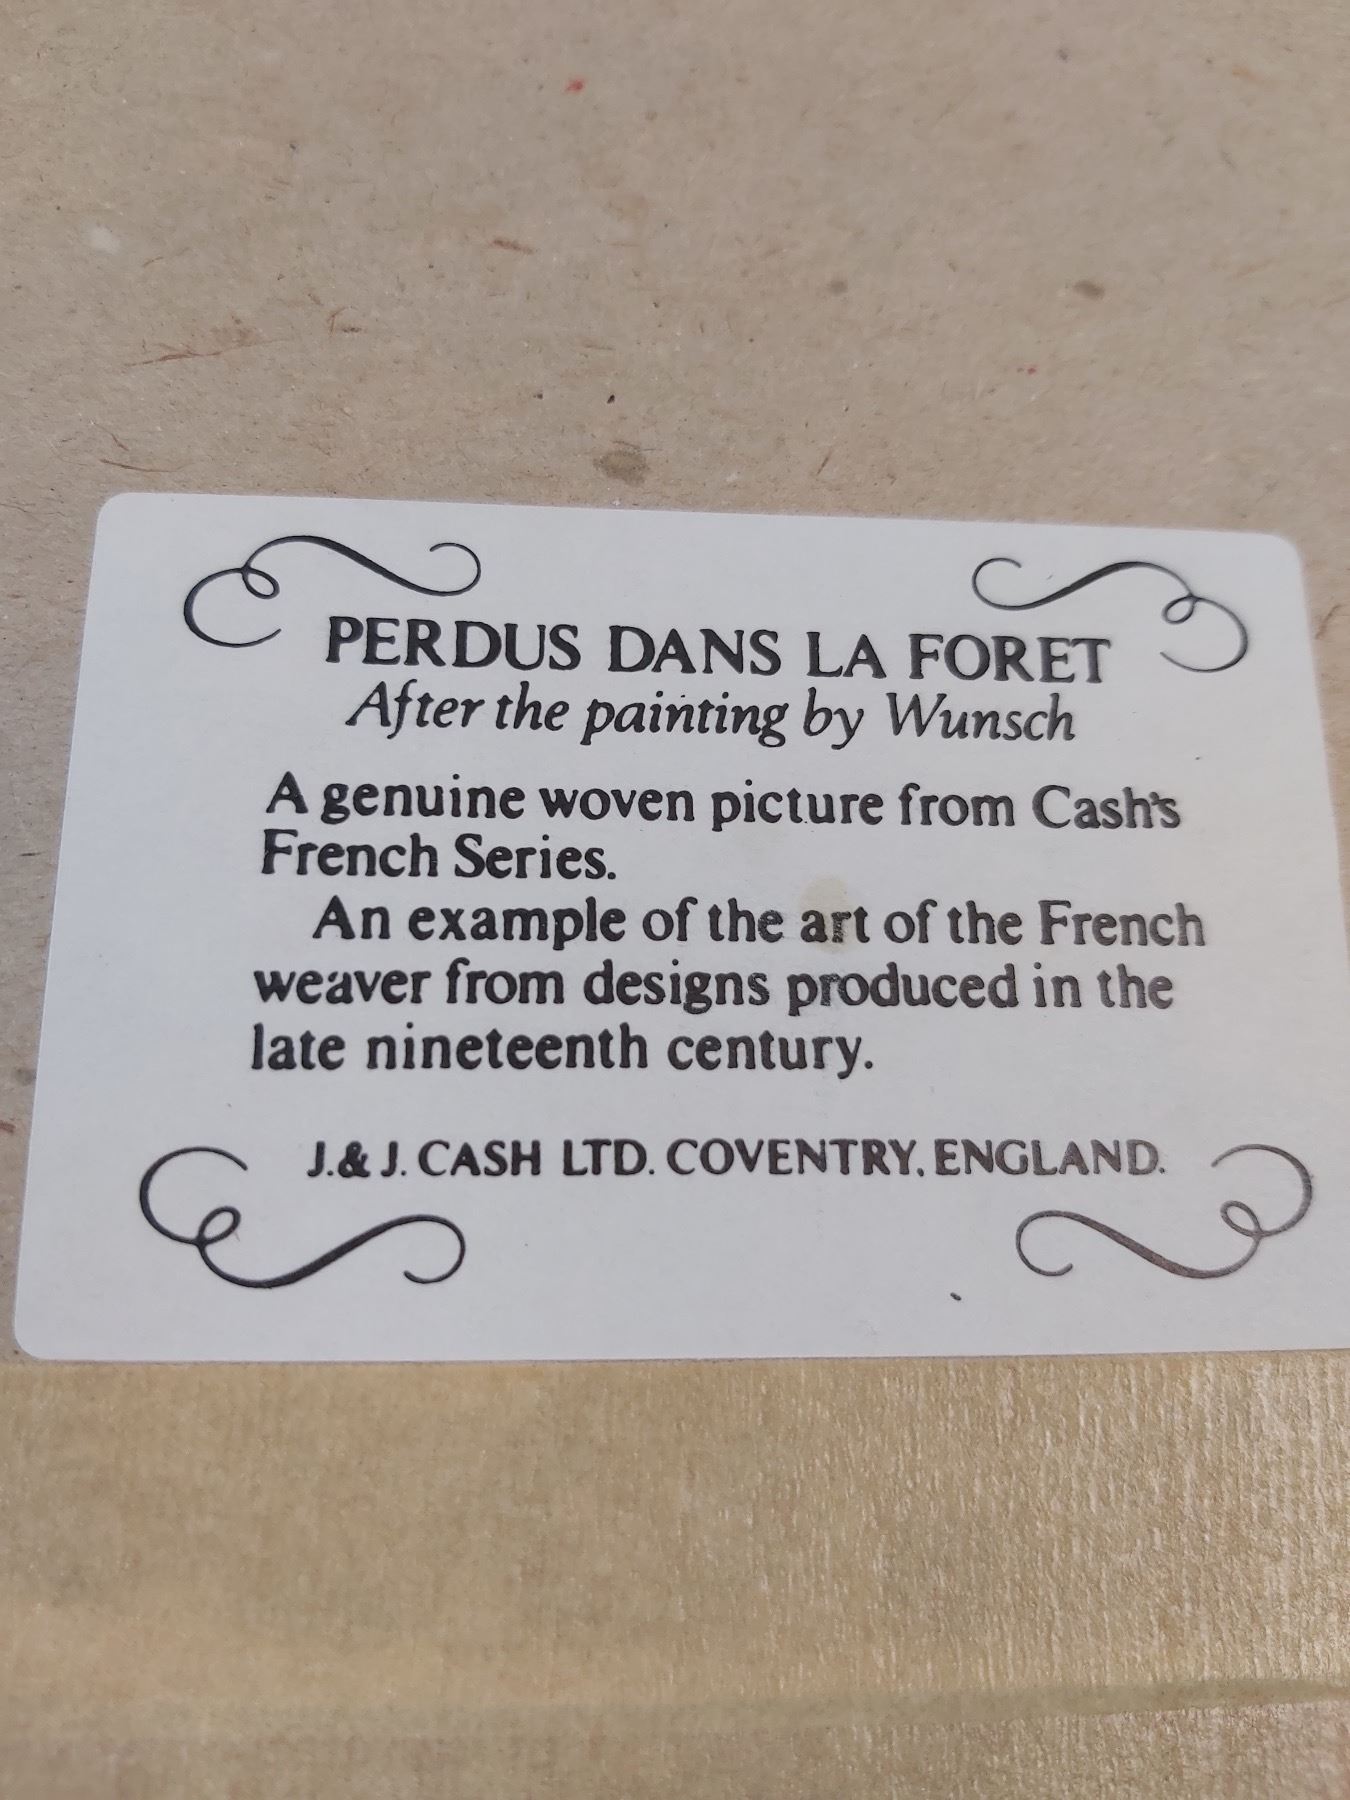 PERDUS DANS LA FORET
After the painting by Wunsch
A genuine woven picture from Cash's
French Series.
An example of the art of the French
weaver from designs produced in the
late nineteenth century.
J.& J. CASH LTD. COVENTRY, ENGLAND.